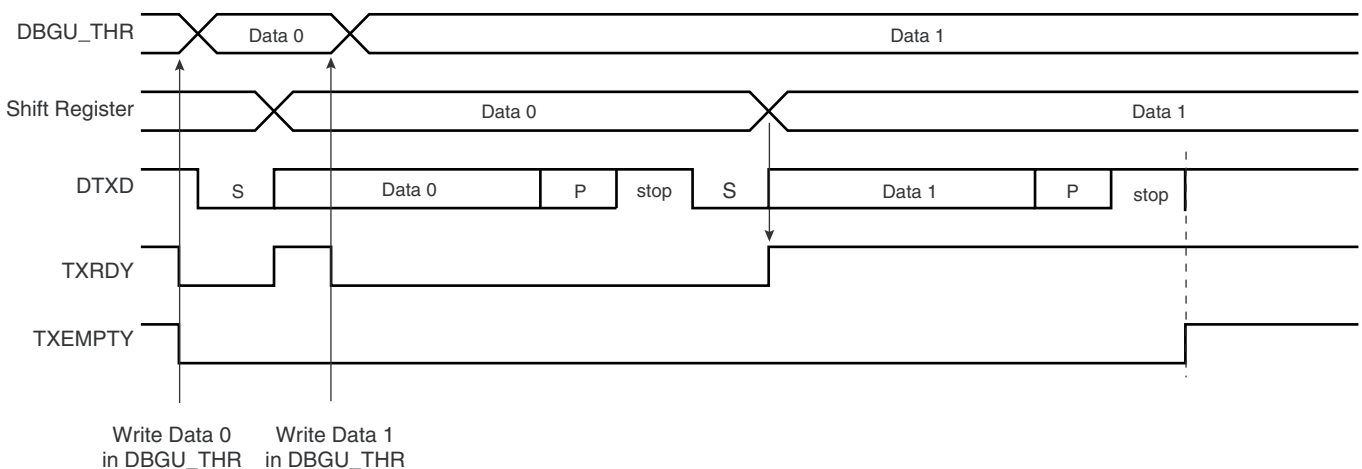 DBGU_THR Data 0 Data 1
Shift Register Data 0 Data 1
DTXD S Data 0 P stop S Data 1 P stop
TXRDY
TXEMPTY
Write Data 0
in DBGU_THR
Write Data 1
in DBGU_THR